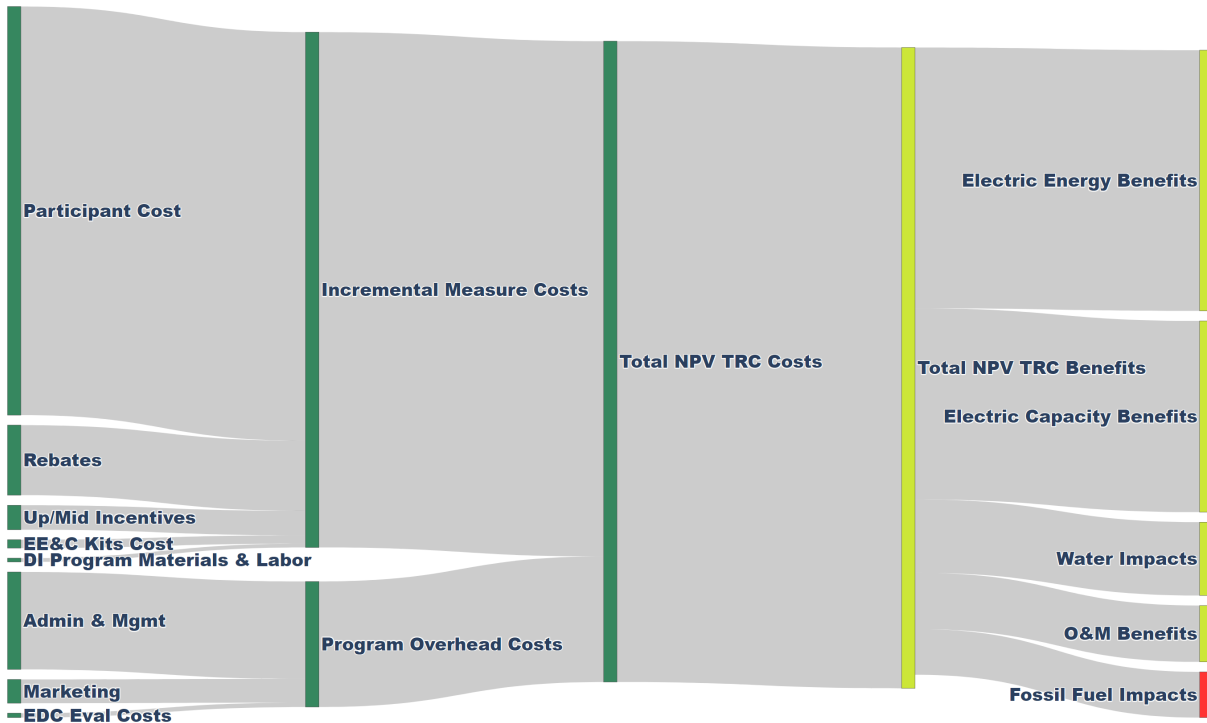 Participant Cost
Rebates
Up/Mid Incentives
EE&C Kits Cost
DI Program Materials & Labor
Admin & Mgmt
Marketing
EDC Eval Costs
Incremental Measure Costs
Program Overhead Costs
Total NPV TRC Costs
Total NPV TRC Benefits
Electric Energy Benefits
Electric Capacity Benefits
Water Impacts
O&M Benefits
Fossil Fuel Impacts